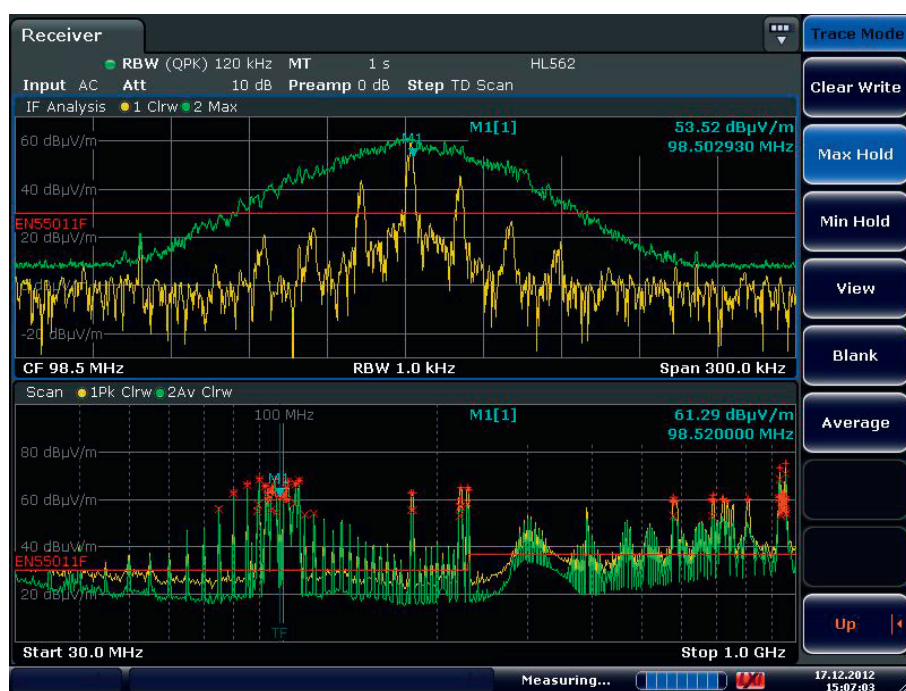 Receiver
RBW (QPK) 120 kHz MT 1 s HL562
Input AC Att 10 dB Preamp 0 dB Step TD Scan
IF Analysis 1 Clrw 2 Max
M1[1] 53.52 dBµV/m
98.502930 MHz
M1
60 dBµV/m
40 dBµV/m
EN55011F
20 dBµV/m
-20 dBµV/m
CF 98.5 MHz RBW 1.0 kHz Span 300.0 kHz
Scan 1Pk Clrw 2Av Clrw
100 MHz M1[1] 61.29 dBµV/m
98.520000 MHz
80 dBµV/m
M1
60 dBµV/m
40 dBµV/m
EN55011F
20 dBµV/m
TF
Start 30.0 MHz Stop 1.0 GHz
Measuring... 17.12.2012
15:07:03
Trace Mode
Clear Write
Max Hold
Min Hold
View
Blank
Average
Up